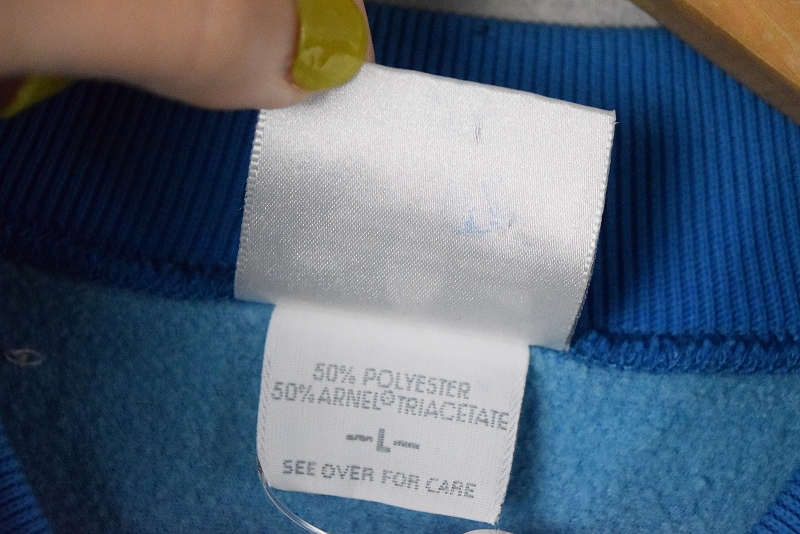 50% POLYESTER
50% ARNEL® TRIACETATE
—L—
SEE OVER FOR CARE